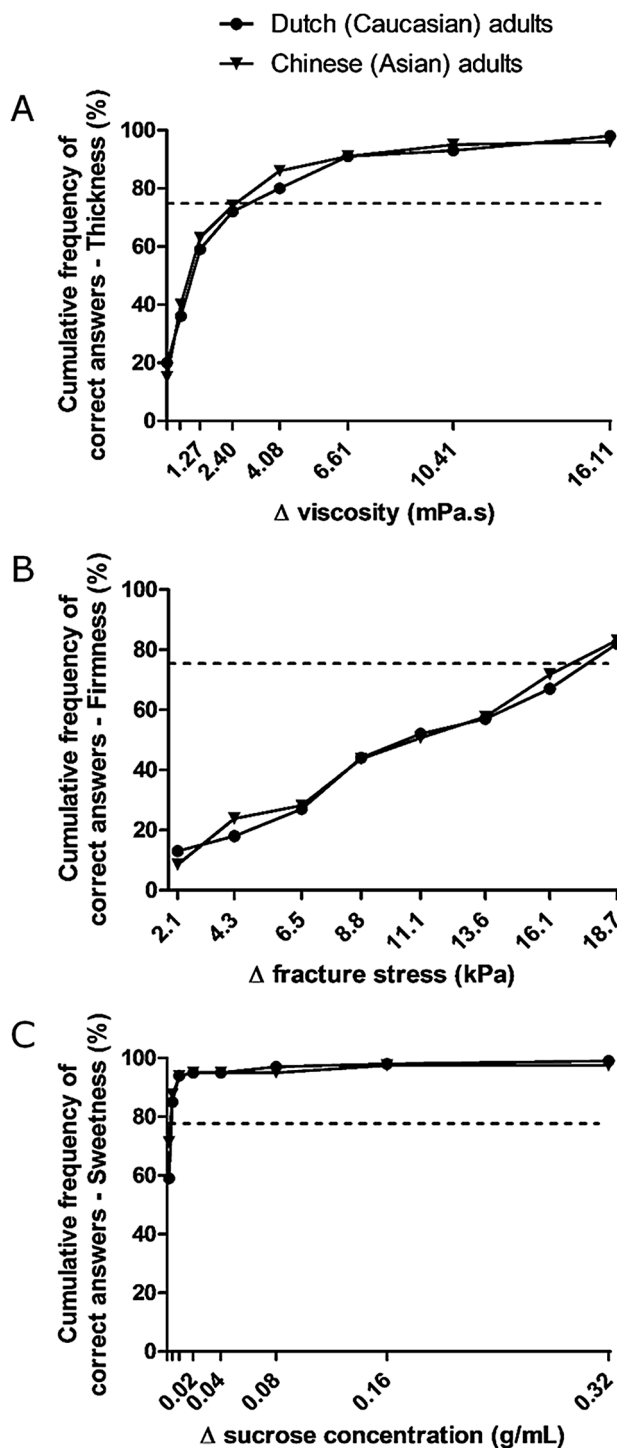 Dutch (Caucasian) adults
Chinese (Asian) adults
A
Cumulative frequency of
correct answers - Thickness (%)
100
80
60
40
20
0
1.27
2.40
4.08
6.61
10.41
16.11
Δ viscosity (mPa.s)
B
Cumulative frequency of
correct answers - Firmness (%)
100
80
60
40
20
0
2.1
4.3
6.5
8.8
11.1
13.6
16.1
18.7
Δ fracture stress (kPa)
C
Cumulative frequency of
correct answers - Sweetness (%)
100
80
60
40
20
0
0.02
0.04
0.08
0.16
0.32
Δ sucrose concentration (g/mL)